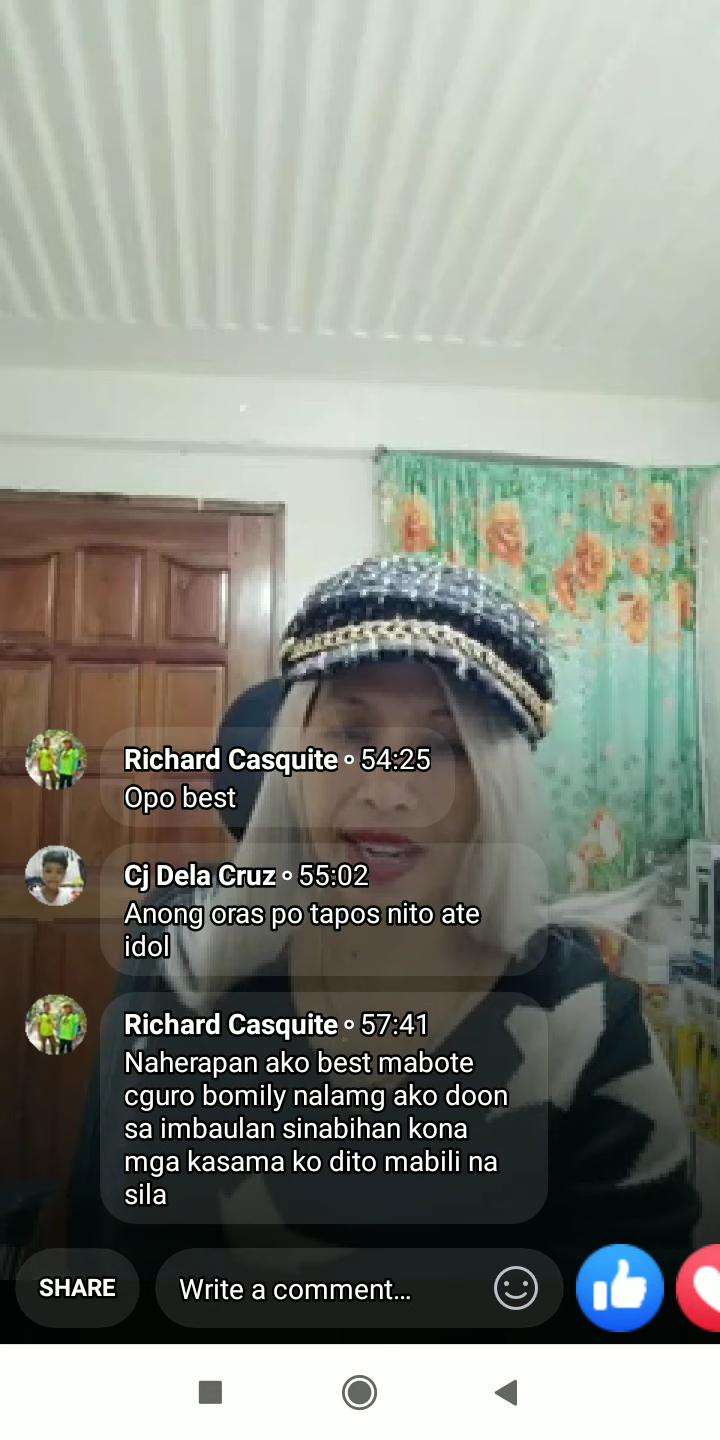 Richard Casquite • 54:25
Opo best
Cj Dela Cruz • 55:02
Anong oras po tapos nito ate
idol
Richard Casquite • 57:41
Naherapan ako best mabote
cguro bomily nalamg ako doon
sa imbaulan sinabihan kona
mga kasama ko dito mabili na
sila
SHARE
Write a comment...